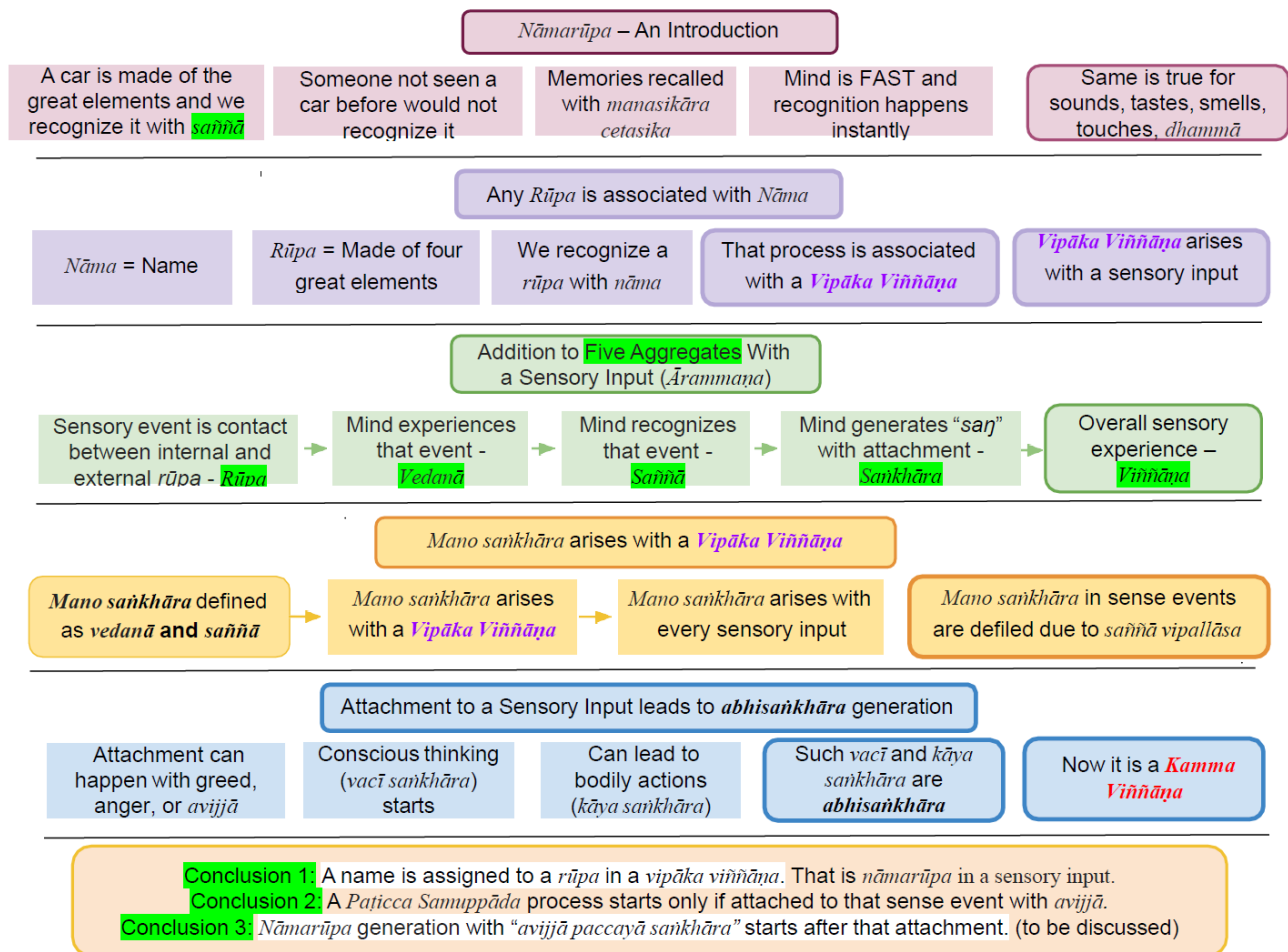 Nāmarūpa – An Introduction
A car is made of the
great elements and we
recognize it with saññā
Someone not seen a
car before would not
recognize it
Memories recalled
with manasikāra
cetasika
Mind is FAST and
recognition happens
instantly
Same is true for
sounds, tastes, smells,
touches, dhammā
Any Rūpa is associated with Nāma
Nāma = Name
Rūpa = Made of four
great elements
We recognize a
rūpa with nāma
That process is associated
with a Vipāka Viññāṇa
Vipāka Viññāṇa arises
with a sensory input
Addition to Five Aggregates With
a Sensory Input (Ārammaṇa)
Sensory event is contact
between internal and
external rūpa - Rūpa
Mind experiences
that event -
Vedanā
Mind recognizes
that event -
Saññā
Mind generates “saŋ”
with attachment -
Saṅkhāra
Overall sensory
experience –
Viññāṇa
Mano saṅkhāra arises with a Vipāka Viññāṇa
Mano saṅkhāra defined
as vedanā and saññā
Mano saṅkhāra arises
with a Vipāka Viññāṇa
Mano saṅkhāra arises with
every sensory input
Mano saṅkhāra in sense events
are defiled due to saññā vipallāsa
Attachment to a Sensory Input leads to abhisaṅkhāra generation
Attachment can
happen with greed,
anger, or avijjā
Conscious thinking
(vacī saṅkhāra)
starts
Can lead to
bodily actions
(kāya saṅkhāra)
Such vacī and kāya
saṅkhāra are
abhisaṅkhāra
Now it is a Kamma
Viññāṇa
Conclusion 1: A name is assigned to a rūpa in a vipāka viññāṇa. That is nāmarūpa in a sensory input.
Conclusion 2: A Paṭicca Samuppāda process starts only if attached to that sense event with avijjā.
Conclusion 3: Nāmarūpa generation with “avijjā paccayā saṅkhāra” starts after that attachment. (to be discussed)